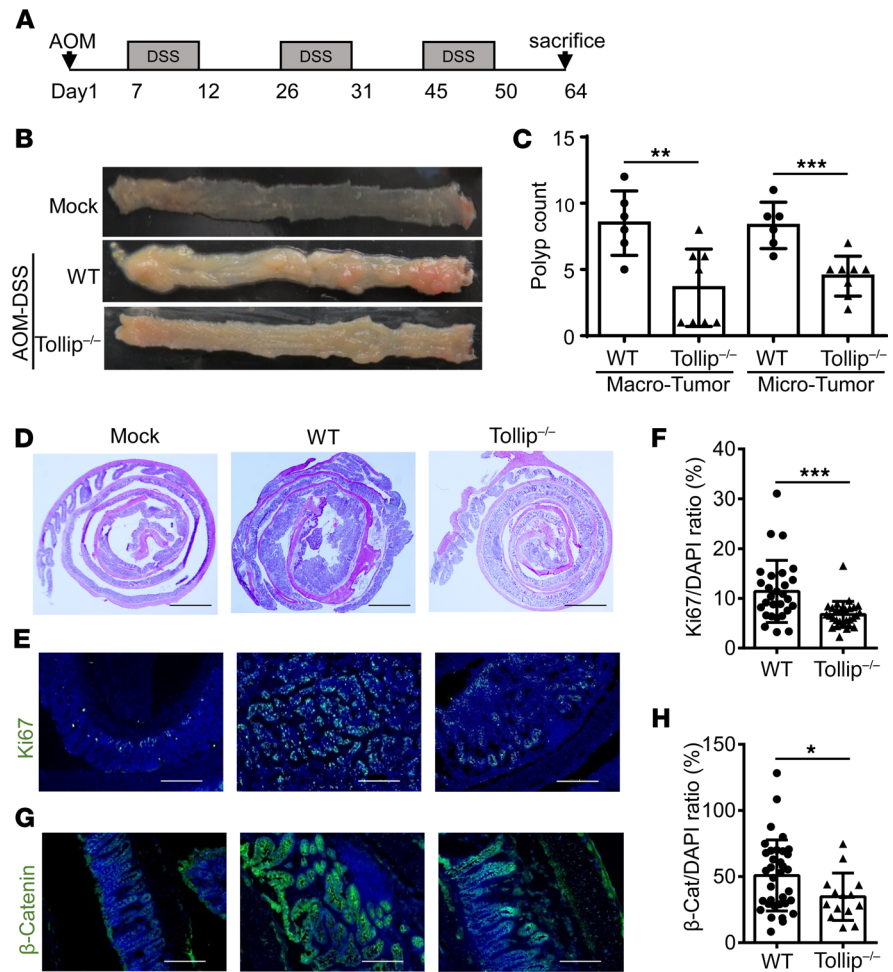 A
AOM
DSS
DSS
DSS
sacrifice
Day1 7 12 26 31 45 50 64
B
Mock
AOM-DSS
WT
Tollip–/–
C
Polyp count
15
10
5
0
**
***
WT Tollip–/– WT Tollip–/–
Macro-Tumor Micro-Tumor
D
Mock WT Tollip–/–
E
Ki67
F
Ki67/DAPI ratio (%)
40
30
20
10
0
***
WT Tollip–/–
G
β-Catenin
H
β-Cat/DAPI ratio (%)
150
100
50
0
*
WT Tollip–/–